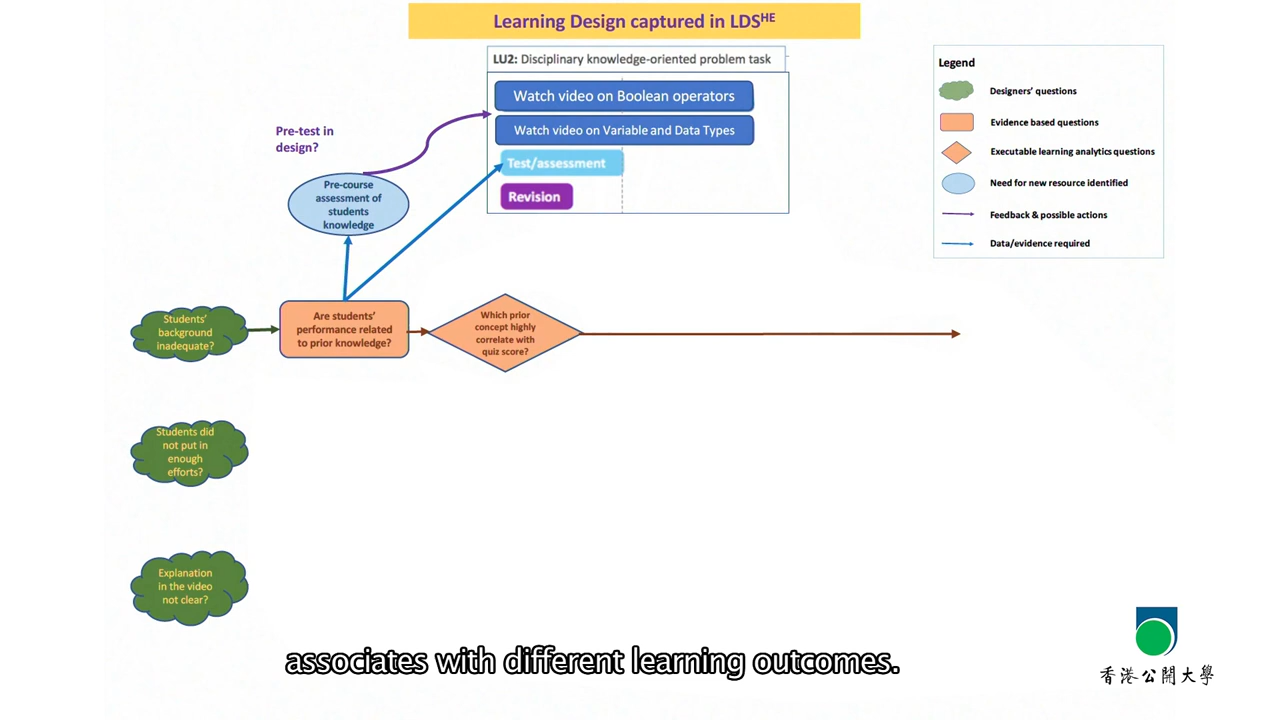 Learning Design captured in LDSHE
LU2: Disciplinary knowledge-oriented problem task
Watch video on Boolean operators
Watch video on Variable and Data Types
Test/assessment
Revision
Legend
Designers' questions
Evidence based questions
Executable learning analytics questions
Need for new resource identified
Feedback & possible actions
Data/evidence required
Pre-test in
design?
Pre-course
assessment of
students
knowledge
Students'
background
inadequate?
Are students'
performance related
to prior knowledge?
Which prior
concept highly
correlate with
quiz score?
Students did
not put in
enough
efforts?
Explanation
in the video
not clear?
associates with different learning outcomes.
香港公開大學